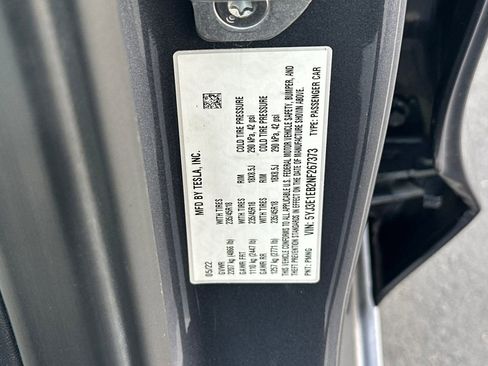 MFD BY TESLA, INC.
05/22 WITH TIRES RIM COLD TIRE PRESSURE
GVWR
2207 kg (4866 lb) 235/45R18 18X8.5J 290 kPa, 42 psi
GAWR FRT WITH TIRES RIM COLD TIRE PRESSURE
1110 kg (2447 lb) 235/45R18 18X8.5J 290 kPa, 42 psi
GAWR RR
1257 kg (2771 lb)
THIS VEHICLE CONFORMS TO ALL APPLICABLE U.S. FEDERAL MOTOR VEHICLE SAFETY, BUMPER, AND
THEFT PREVENTION STANDARDS IN EFFECT ON THE DATE OF MANUFACTURE SHOWN ABOVE.
VIN: 5YJ3E1EB2NF267373
PNT: PMNG TYPE: PASSENGER CAR